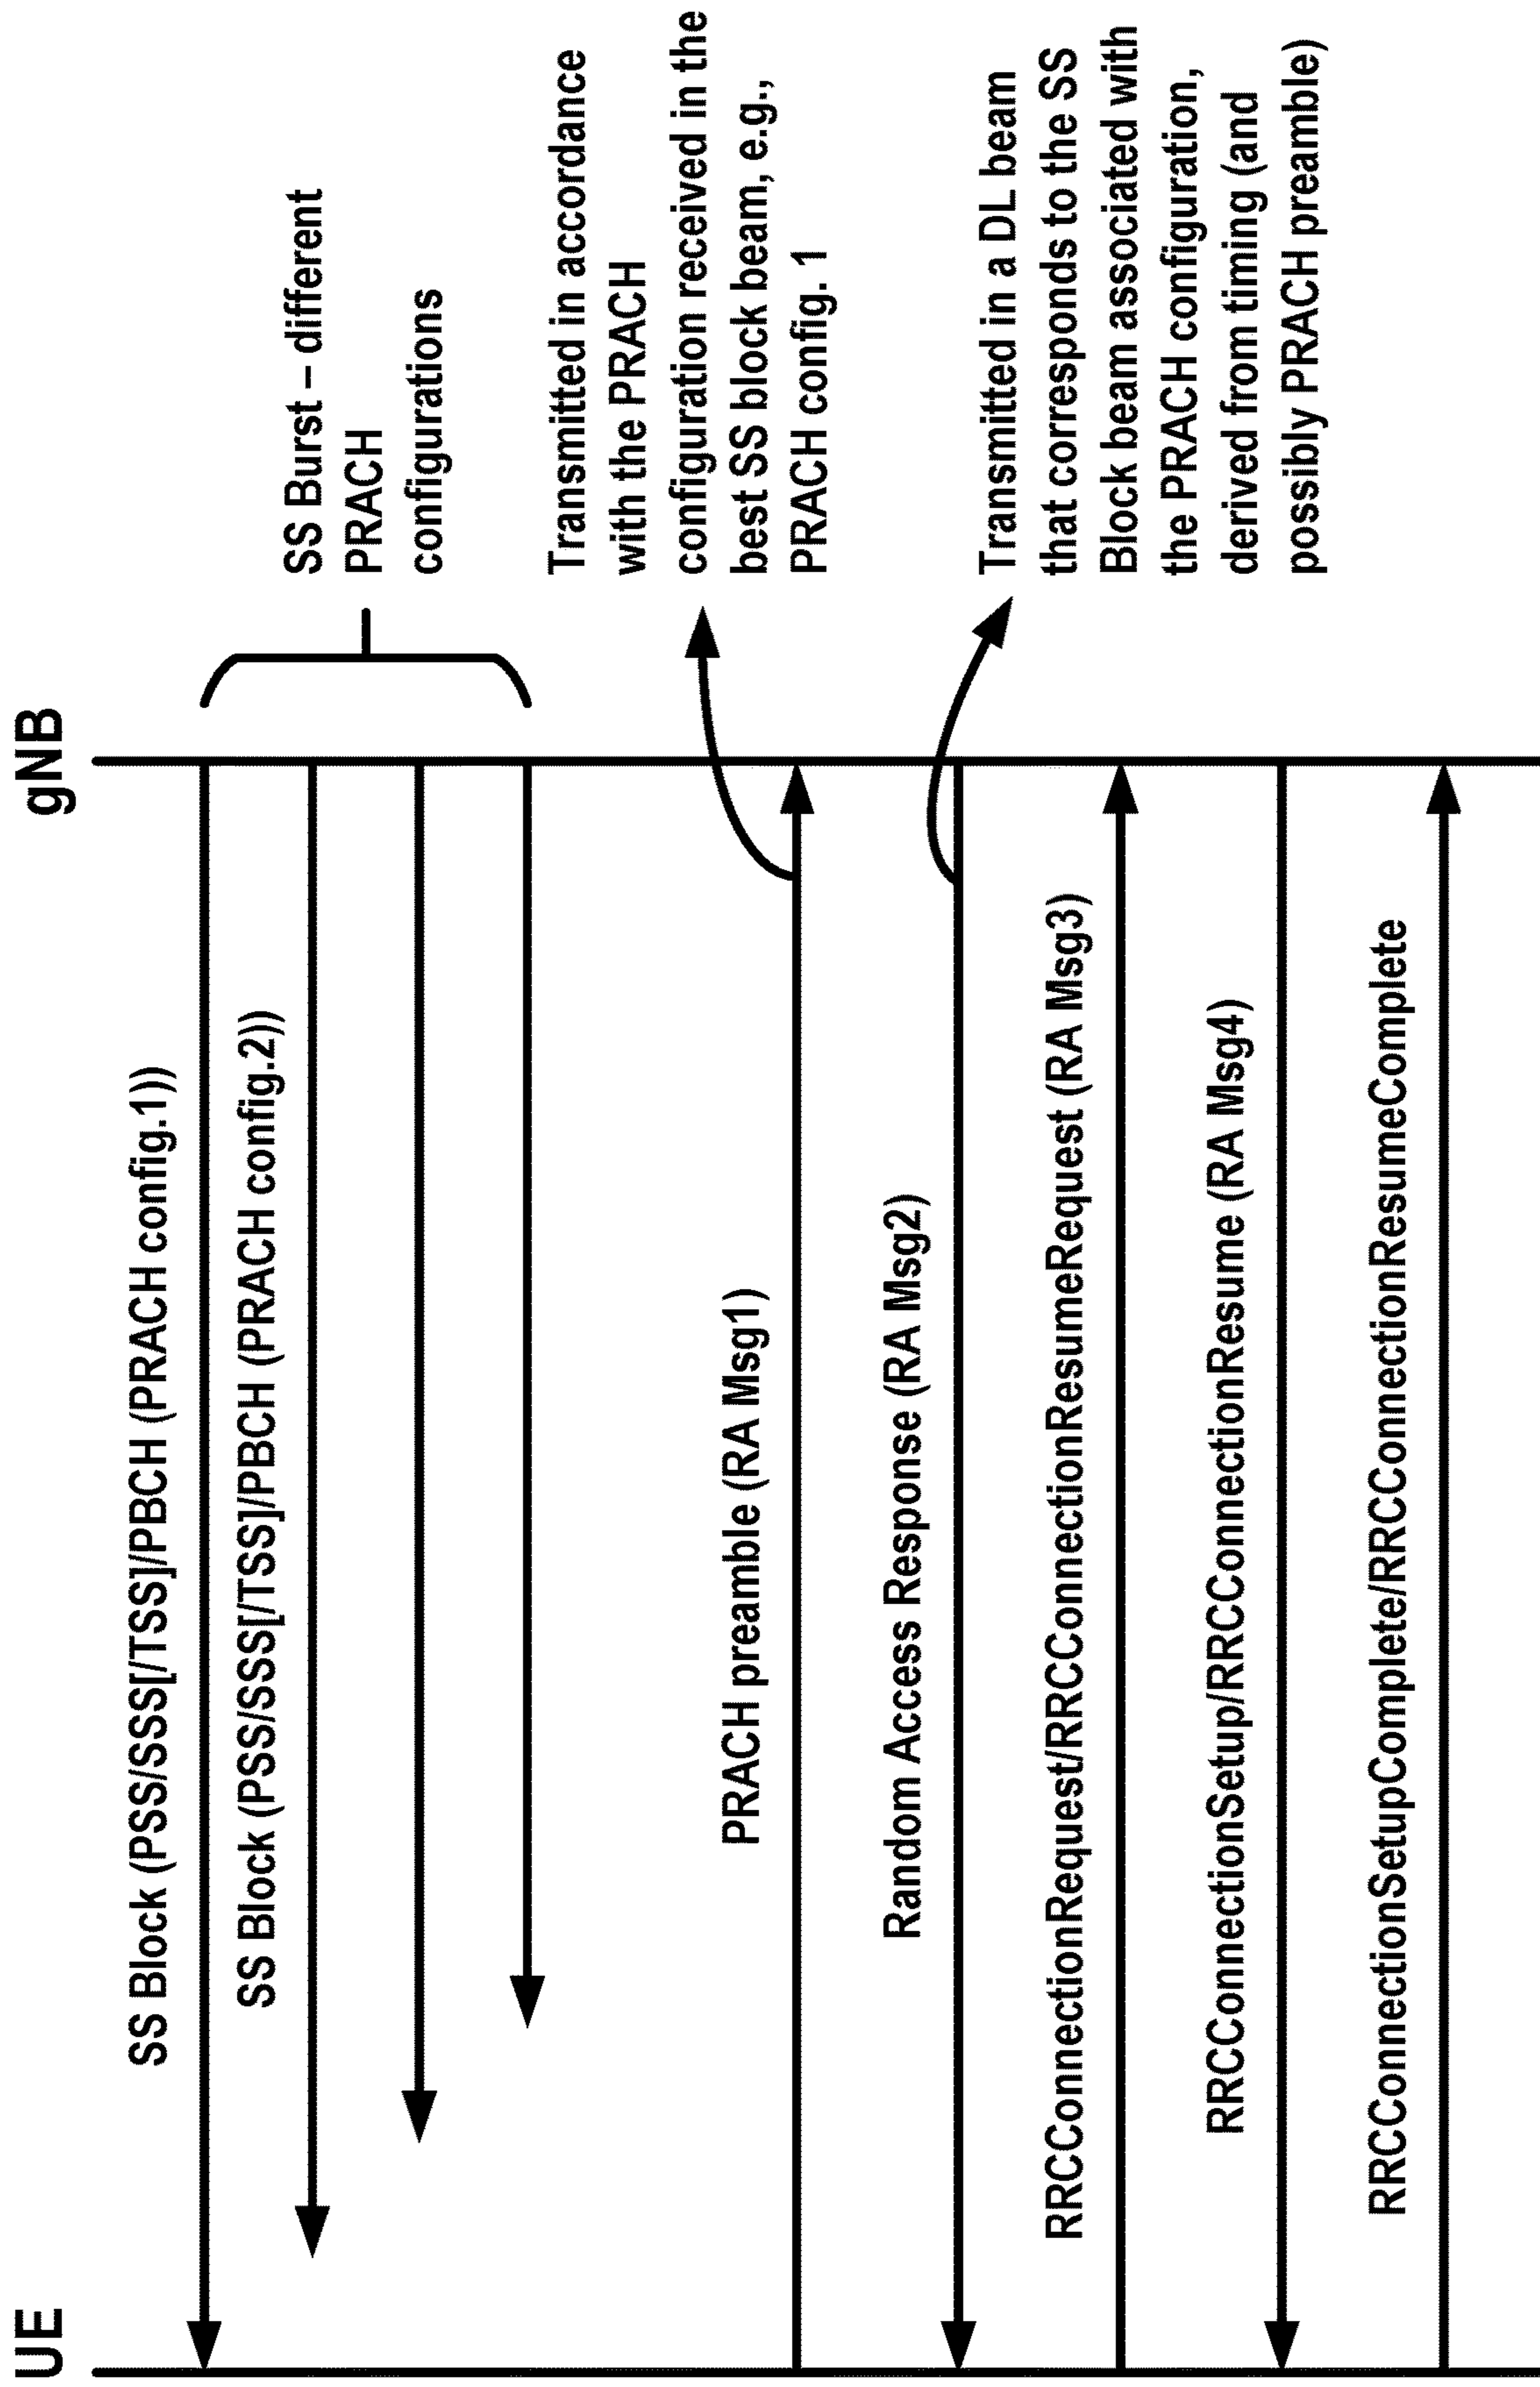 UE
gNB
SS Block (PSS/SSS[/TSS]/PBCH (PRACH config.1))
SS Block (PSS/SSS[/TSS]/PBCH (PRACH config.2))
SS Burst – different
PRACH
configurations
PRACH preamble (RA Msg1)
Transmitted in accordance
with the PRACH
configuration received in the
best SS block beam, e.g.,
PRACH config. 1
Random Access Response (RA Msg2)
Transmitted in a DL beam
that corresponds to the SS
Block beam associated with
the PRACH configuration,
derived from timing (and
possibly PRACH preamble)
RRCConnectionRequest/RRCConnectionResumeRequest (RA Msg3)
RRCConnectionSetup/RRCConnectionResume (RA Msg4)
RRCConnectionSetupComplete/RRCConnectionResumeComplete